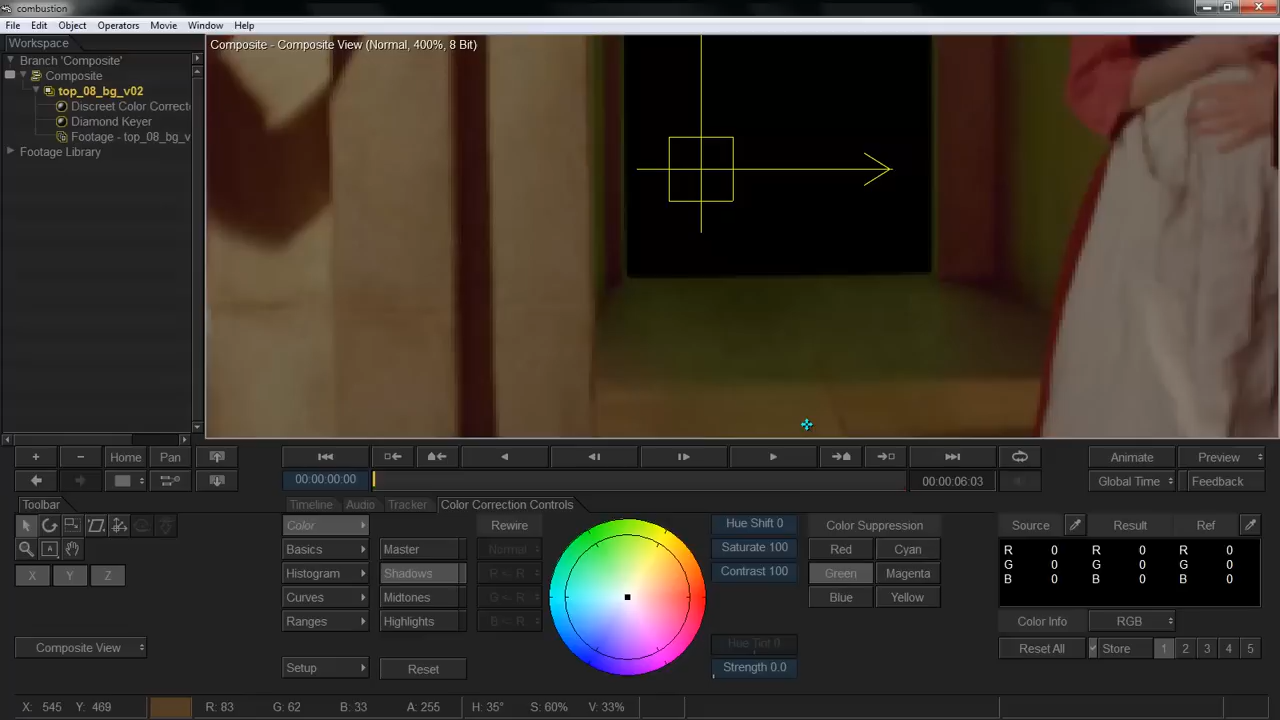 combustion
File Edit Object Operators Movie Window Help
Workspace
Composite - Composite View (Normal, 400%, 8 Bit)
Branch 'Composite'
Composite
top_08_bg_v02
Discreet Color Correct
Diamond Keyer
Footage - top_08_bg_v
Footage Library
+ − Home Pan
Animate Preview
00:00:00:00 00:00:06:03 Global Time Feedback
Toolbar Timeline Audio Tracker Color Correction Controls
Color Rewire Hue Shift 0 Color Suppression Source Result Ref
Basics Master Normal Saturate 100 Red Cyan
R 0 R 0 R 0
G 0 G 0 G 0
B 0 B 0 B 0
X Y Z Histogram Shadows R <- R Contrast 100 Green Magenta
Curves Midtones G <- G Blue Yellow
Ranges Highlights B <- B Color Info RGB
Composite View Hue Tint 0 Reset All Store 1 2 3 4 5
Setup Reset Strength 0.0
X: 545 Y: 469 R: 83 G: 62 B: 33 A: 255 H: 35° S: 60% V: 33%